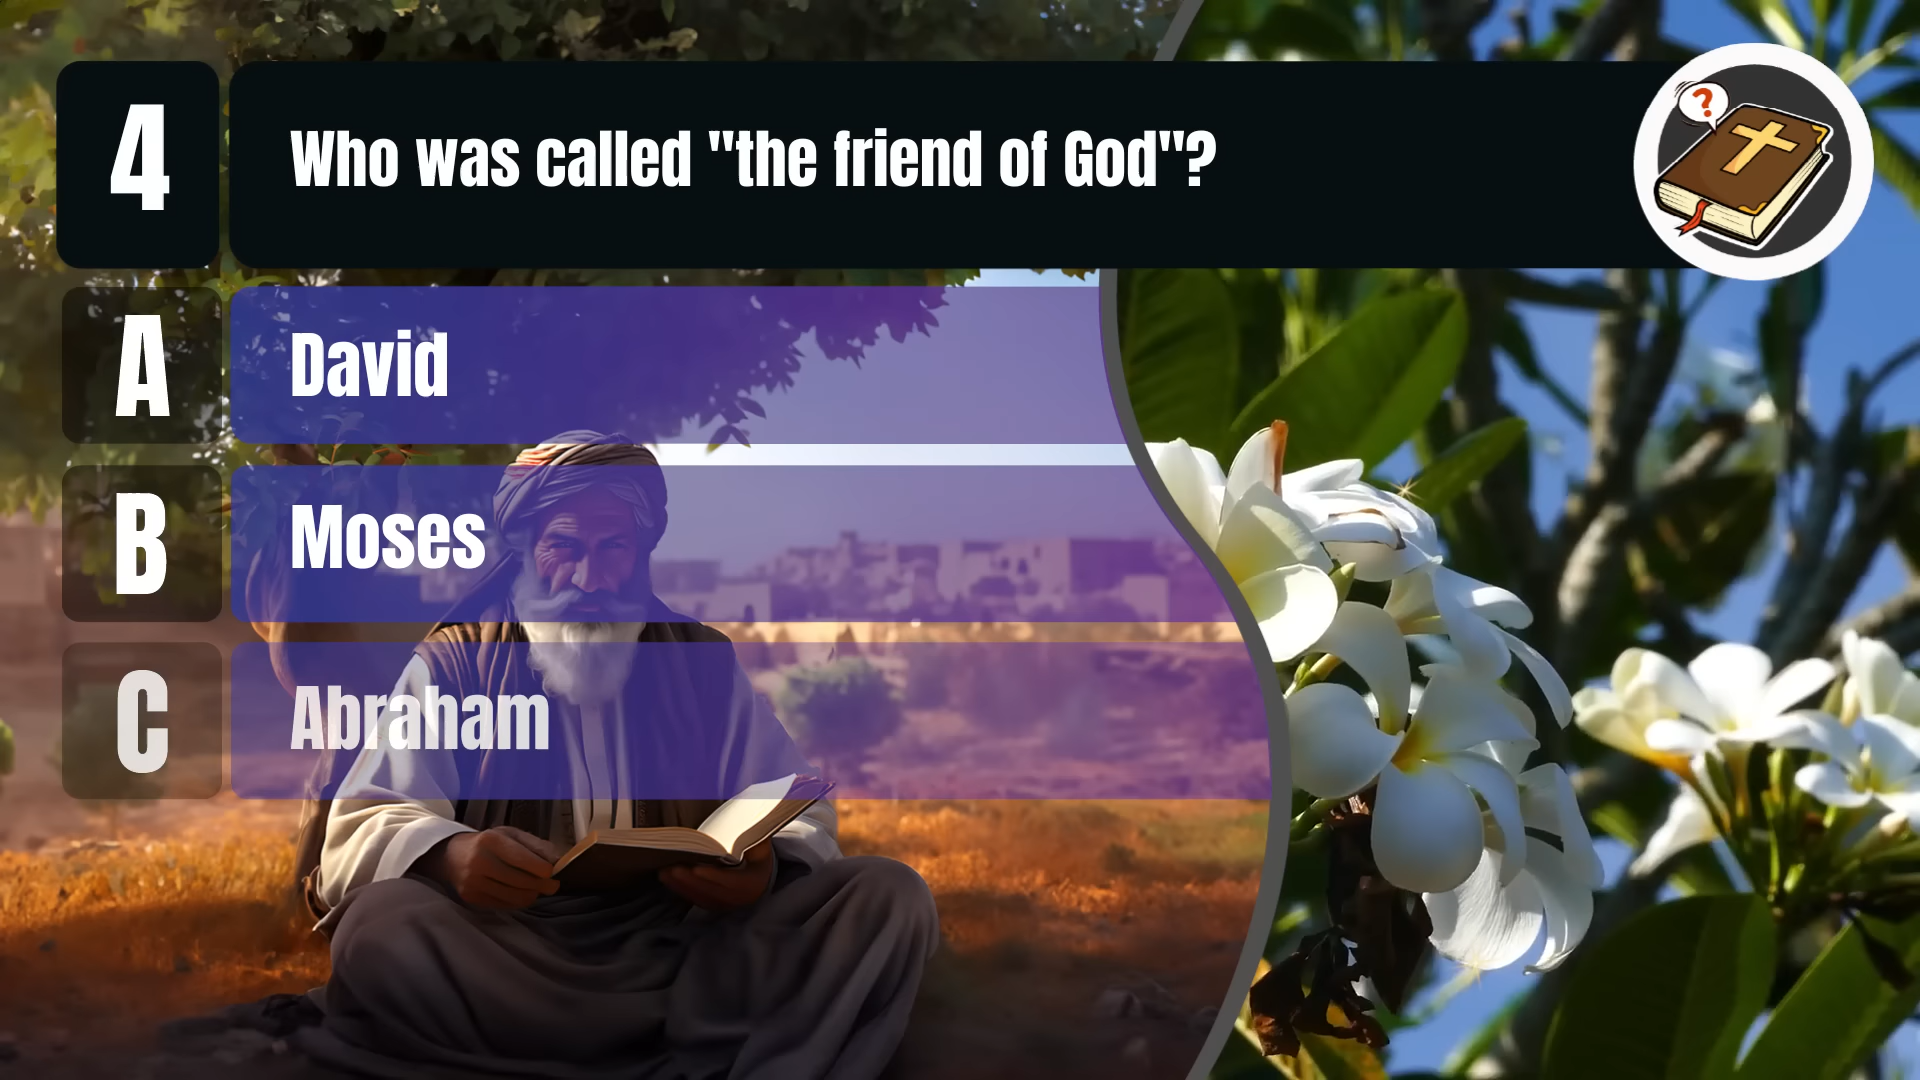 4
Who was called "the friend of God"?
?
A
David
B
Moses
C
Abraham